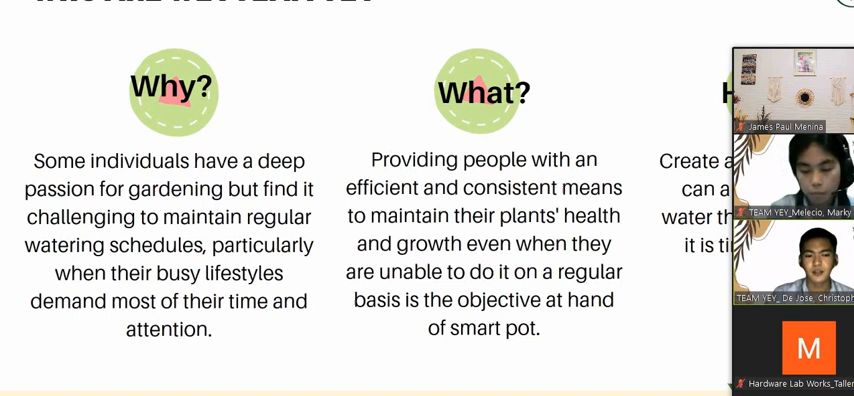 Why?
Some individuals have a deep
passion for gardening but find it
challenging to maintain regular
watering schedules, particularly
when their busy lifestyles
demand most of their time and
attention.
What?
Providing people with an
efficient and consistent means
to maintain their plants' health
and growth even when they
are unable to do it on a regular
basis is the objective at hand
of smart pot.
H
Create a
can a
water th
it is ti
James Paul Menina
TEAM YEY_Melecio, Marky
TEAM YEY_ De Jose, Christoph
M
Hardware Lab Works_Taller